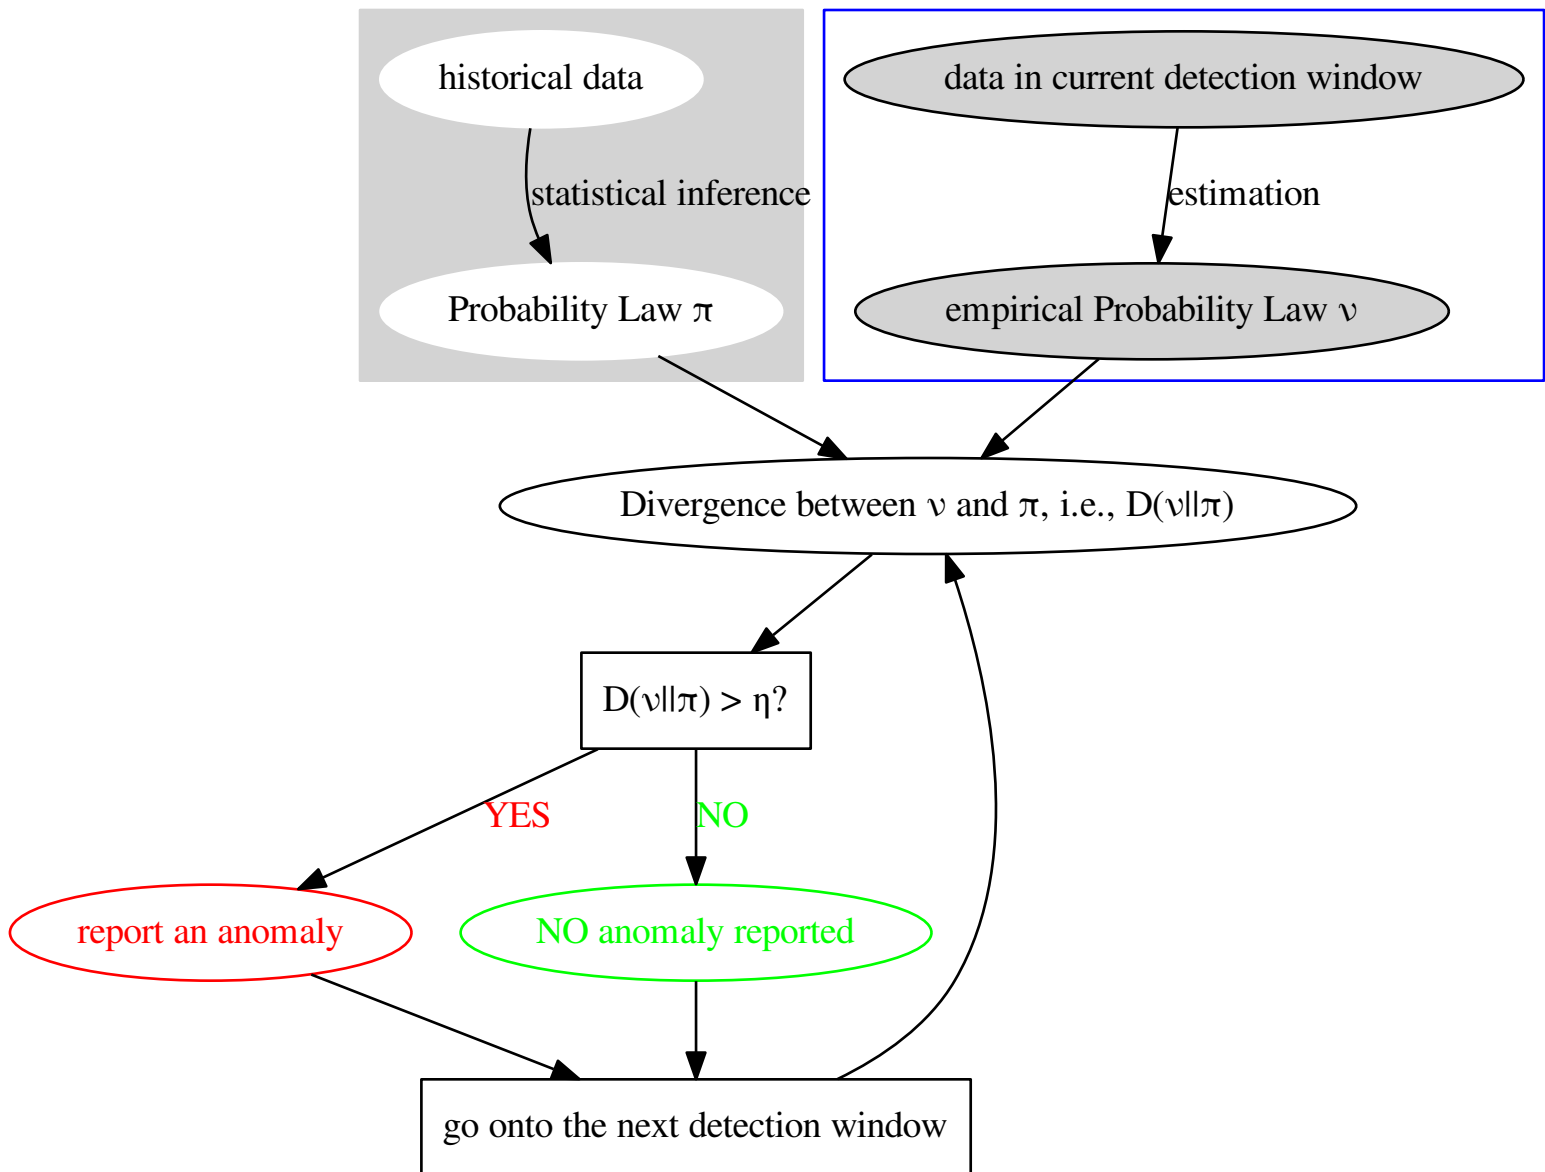 historical data
data in current detection window
statistical inference
estimation
Probability Law π
empirical Probability Law ν
Divergence between ν and π, i.e., D(ν||π)
D(ν||π) > η?
YES
NO
report an anomaly
NO anomaly reported
go onto the next detection window